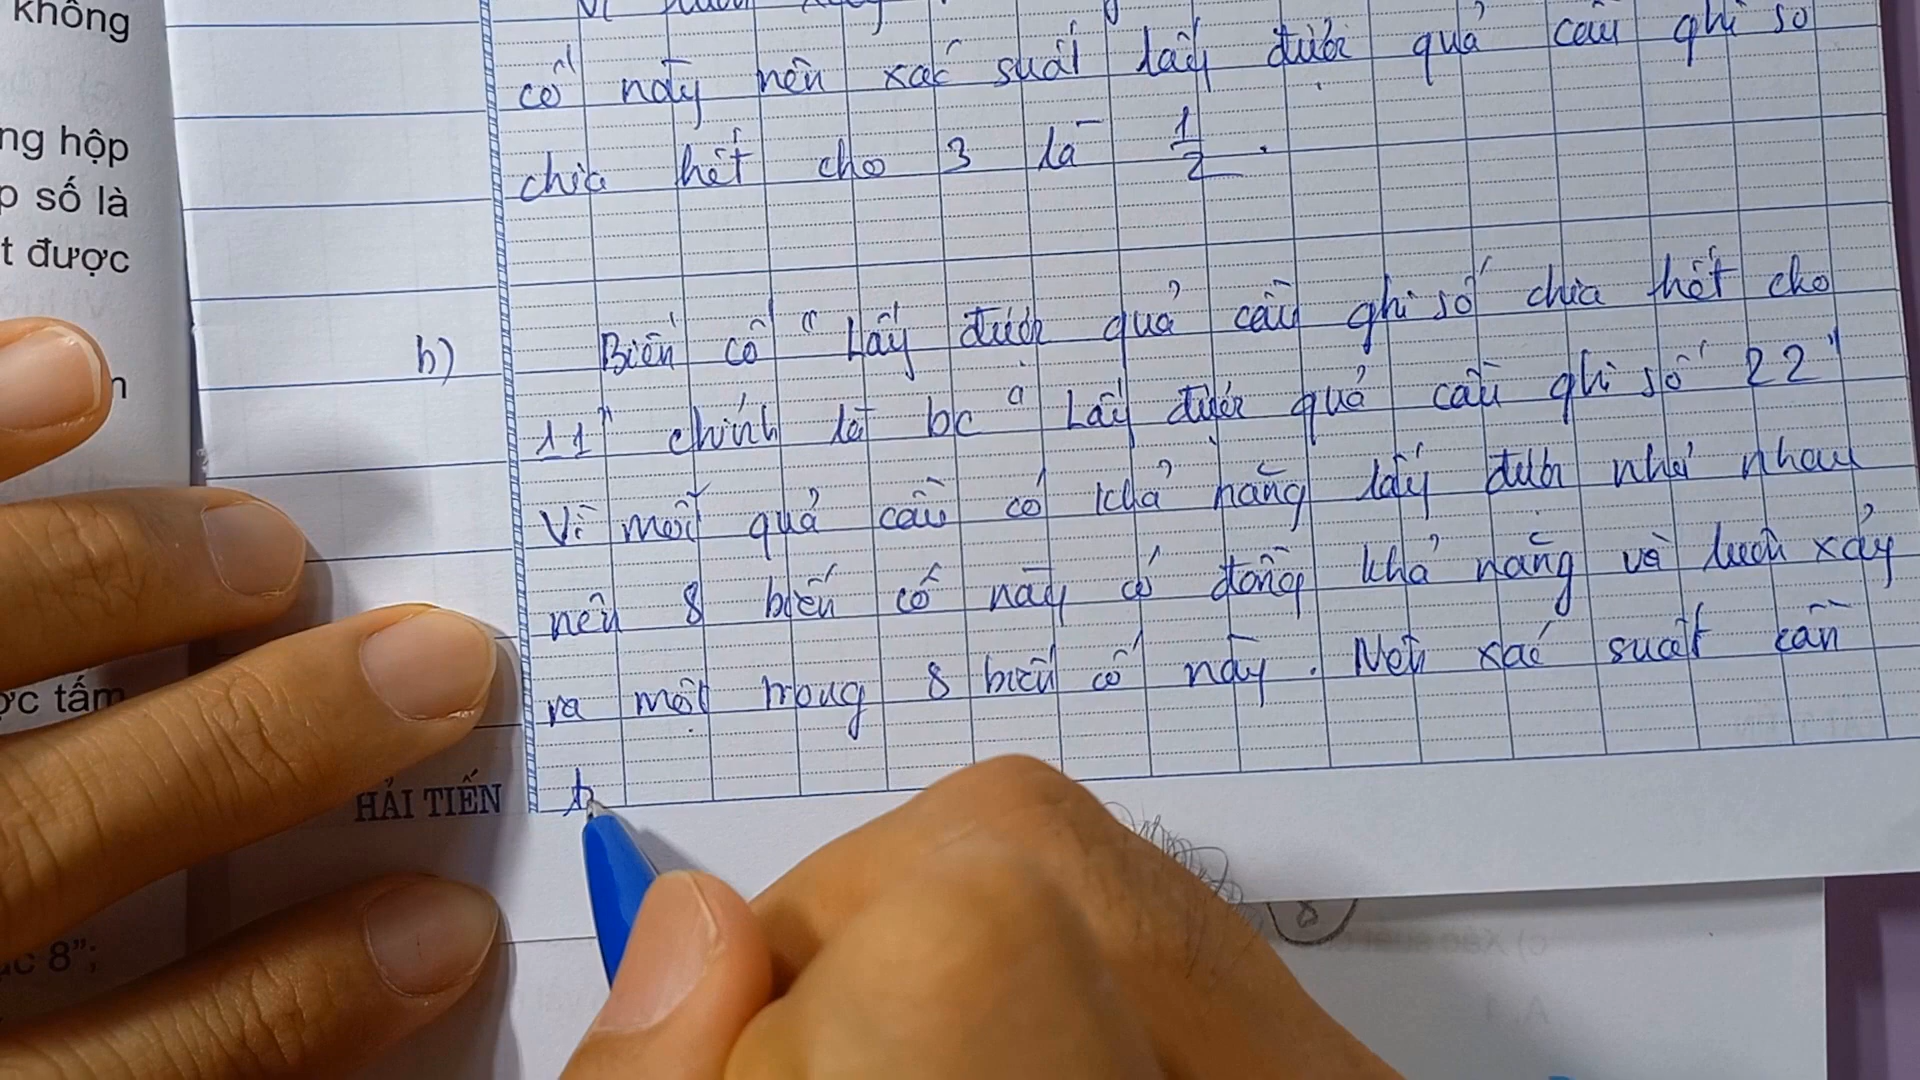 không
cố này nên xác suất lấy được quả cầu ghi số
chia hết cho 3 là 1/2.
ng hộp
p số là
t được
b) Biến cố “Lấy được quả cầu ghi số chia hết cho
11” chính là bc “Lấy được quả cầu ghi số 22”
Vì mỗi quả cầu có khả năng lấy được như nhau
nên 8 biến cố này có đồng khả năng và luôn xảy
ra một trong 8 biến cố này. Nên xác suất cần
t
ợc tấm
HẢI TIẾN
8”;
8